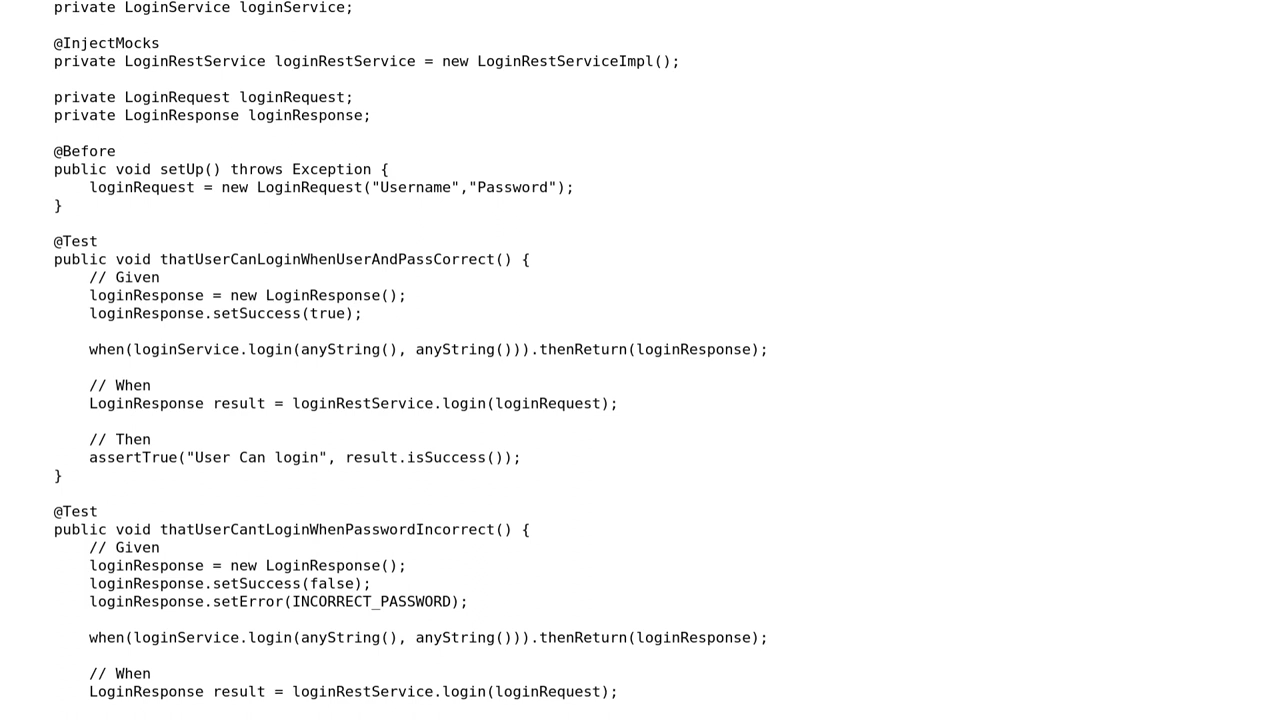 private LoginService loginService;
@InjectMocks
private LoginRestService loginRestService = new LoginRestServiceImpl();
private LoginRequest loginRequest;
private LoginResponse loginResponse;
@Before
public void setUp() throws Exception {
loginRequest = new LoginRequest("Username","Password");
}
@Test
public void thatUserCanLoginWhenUserAndPassCorrect() {
// Given
loginResponse = new LoginResponse();
loginResponse.setSuccess(true);
when(loginService.login(anyString(), anyString())).thenReturn(loginResponse);
// When
LoginResponse result = loginRestService.login(loginRequest);
// Then
assertTrue("User Can login", result.isSuccess());
}
@Test
public void thatUserCantLoginWhenPasswordIncorrect() {
// Given
loginResponse = new LoginResponse();
loginResponse.setSuccess(false);
loginResponse.setError(INCORRECT_PASSWORD);
when(loginService.login(anyString(), anyString())).thenReturn(loginResponse);
// When
LoginResponse result = loginRestService.login(loginRequest);